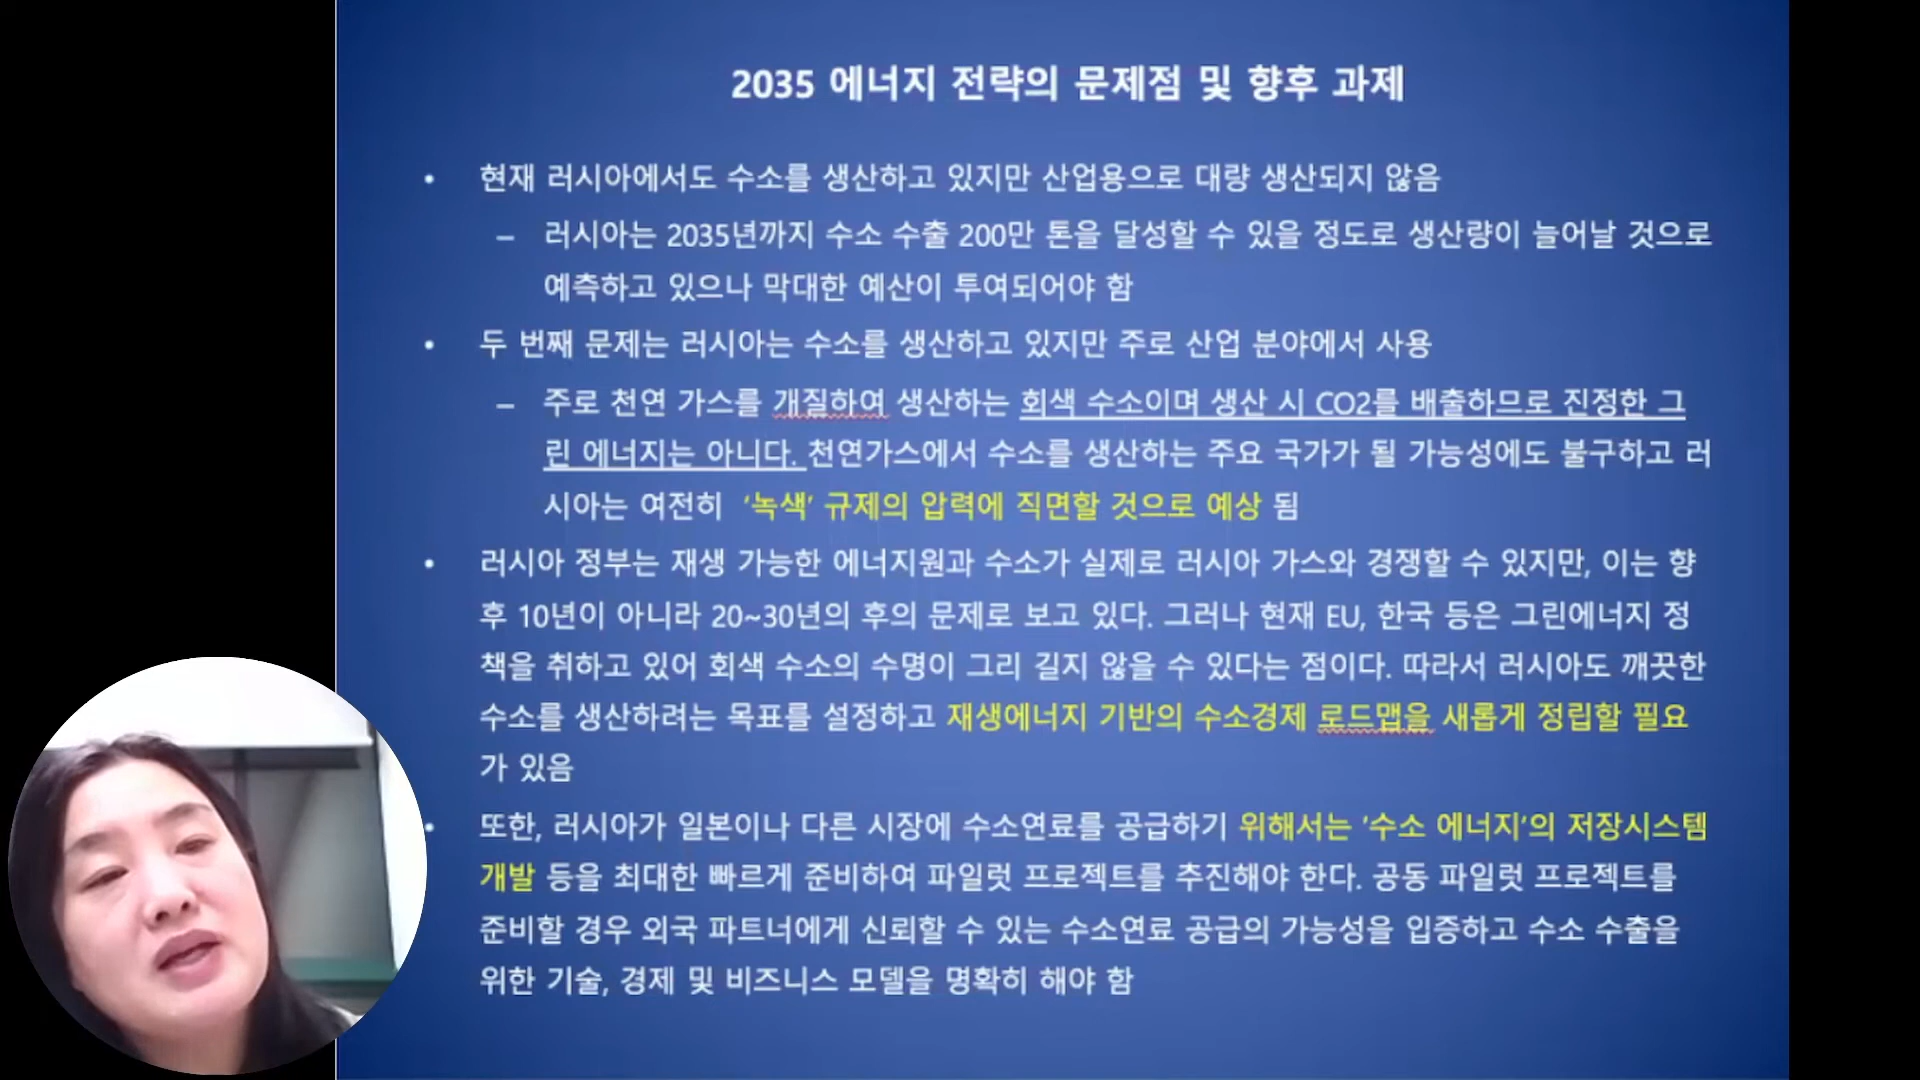 2035 에너지 전략의 문제점 및 향후 과제
• 현재 러시아에서도 수소를 생산하고 있지만 산업용으로 대량 생산되지 않음
– 러시아는 2035년까지 수소 수출 200만 톤을 달성할 수 있을 정도로 생산량이 늘어날 것으로
예측하고 있으나 막대한 예산이 투여되어야 함
• 두 번째 문제는 러시아는 수소를 생산하고 있지만 주로 산업 분야에서 사용
– 주로 천연 가스를 개질하여 생산하는 회색 수소이며 생산 시 CO2를 배출하므로 진정한 그
린 에너지는 아니다. 천연가스에서 수소를 생산하는 주요 국가가 될 가능성에도 불구하고 러
시아는 여전히 ‘녹색’ 규제의 압력에 직면할 것으로 예상 됨
• 러시아 정부는 재생 가능한 에너지원과 수소가 실제로 러시아 가스와 경쟁할 수 있지만, 이는 향
후 10년이 아니라 20~30년의 후의 문제로 보고 있다. 그러나 현재 EU, 한국 등은 그린에너지 정
책을 취하고 있어 회색 수소의 수명이 그리 길지 않을 수 있다는 점이다. 따라서 러시아도 깨끗한
수소를 생산하려는 목표를 설정하고 재생에너지 기반의 수소경제 로드맵을 새롭게 정립할 필요
가 있음
• 또한, 러시아가 일본이나 다른 시장에 수소연료를 공급하기 위해서는 ‘수소 에너지’의 저장시스템
개발 등을 최대한 빠르게 준비하여 파일럿 프로젝트를 추진해야 한다. 공동 파일럿 프로젝트를
준비할 경우 외국 파트너에게 신뢰할 수 있는 수소연료 공급의 가능성을 입증하고 수소 수출을
위한 기술, 경제 및 비즈니스 모델을 명확히 해야 함